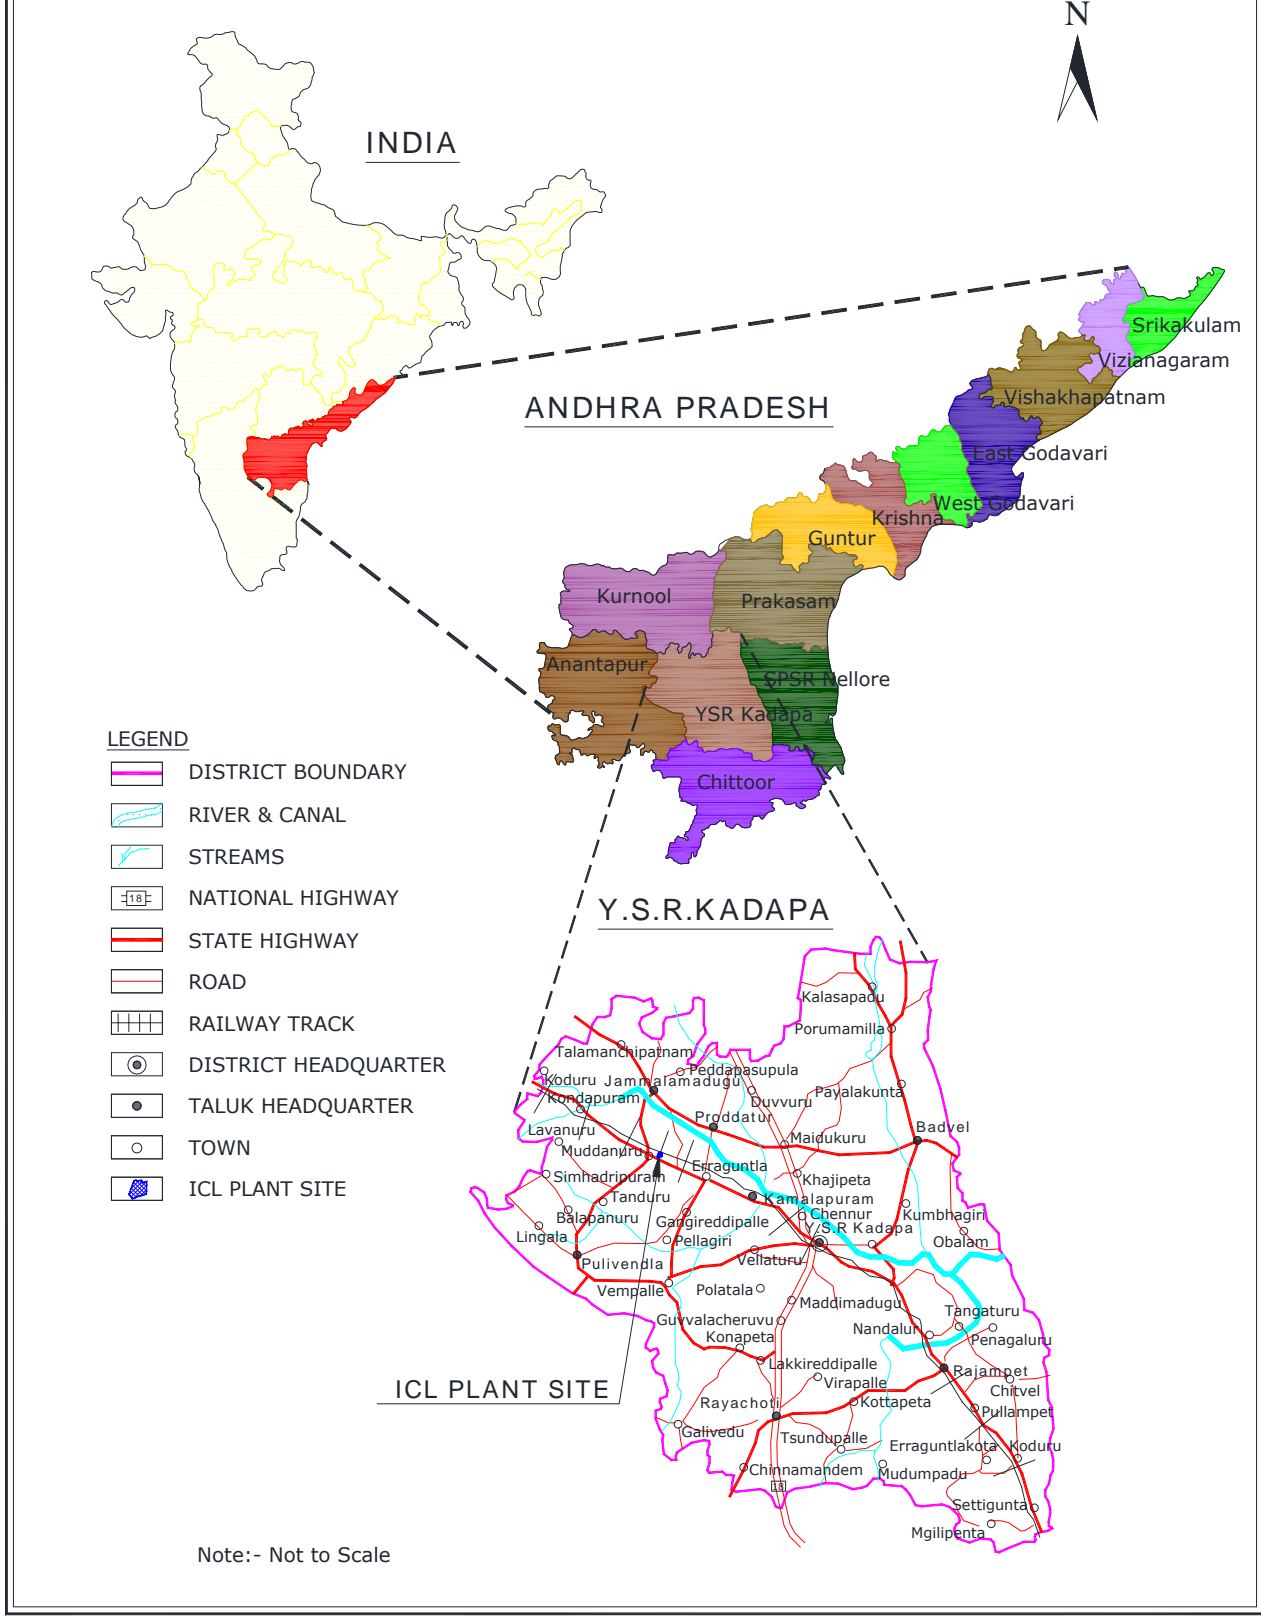 N
INDIA
Srikakulam
Vizianagaram
Vishakhapatnam
ANDHRA PRADESH
East Godavari
West Godavari
Krishna
Guntur
Kurnool
Prakasam
Anantapur
SPSR Nellore
YSR Kadapa
Chittoor
LEGEND
DISTRICT BOUNDARY
RIVER & CANAL
STREAMS
18
NATIONAL HIGHWAY
STATE HIGHWAY
ROAD
RAILWAY TRACK
DISTRICT HEADQUARTER
TALUK HEADQUARTER
TOWN
ICL PLANT SITE
Y.S.R.KADAPA
Kalasapadu
Porumamilla
Talamanchipatnam
Peddapasupula
Koduru
Jammalamadugu
Payalakunta
Kondapuram
Duvvuru
Proddatur
Badvel
Lavanuru
Maidukuru
Muddanuru
Erraguntla
Simhadripuram
Khajipeta
Tanduru
Kamalapuram
Balapanuru
Gangireddipalle
Chennur
Kumbhagiri
Lingala
Pellagiri
Y.S.R Kadapa
Obalam
Pulivendla
Vellaturu
Vempalle
Polatala
Maddimadugu
Tangaturu
Guvvalacheruvu
Nandalur
Konapeta
Penagaluru
Lakkireddipalle
Rajampet
Virapalle
Chitvel
ICL PLANT SITE
Rayachoti
Kottapeta
Pullampet
Galivedu
Tsundupalle
Erraguntlakota
Koduru
Chinnamandem
Mudumpadu
18
Settigunta
Mgilipenta
Note:- Not to Scale